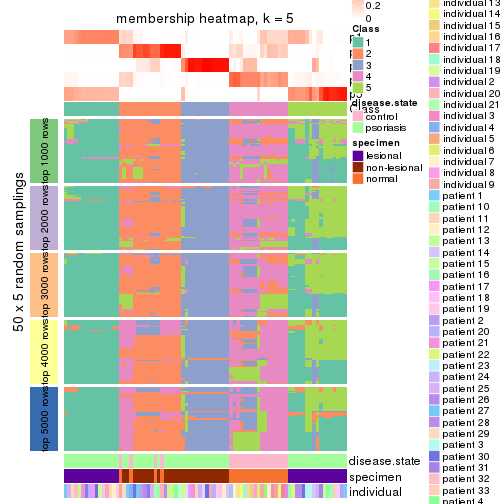 membership heatmap, k = 5
50 x 5 random samplings
top 1000 rows
top 2000 rows
top 3000 rows
top 4000 rows
top 5000 rows
Class
disease.state
specimen
individual
0.2
0
Class
1
2
3
4
5
disease.state
control
psoriasis
specimen
lesional
non-lesional
normal
individual 13
individual 14
individual 15
individual 16
individual 17
individual 18
individual 19
individual 2
individual 20
individual 21
individual 3
individual 4
individual 5
individual 6
individual 7
individual 8
individual 9
patient 1
patient 10
patient 11
patient 12
patient 13
patient 14
patient 15
patient 16
patient 17
patient 18
patient 19
patient 2
patient 20
patient 21
patient 22
patient 23
patient 24
patient 25
patient 26
patient 27
patient 28
patient 29
patient 3
patient 30
patient 31
patient 32
patient 33
patient 4